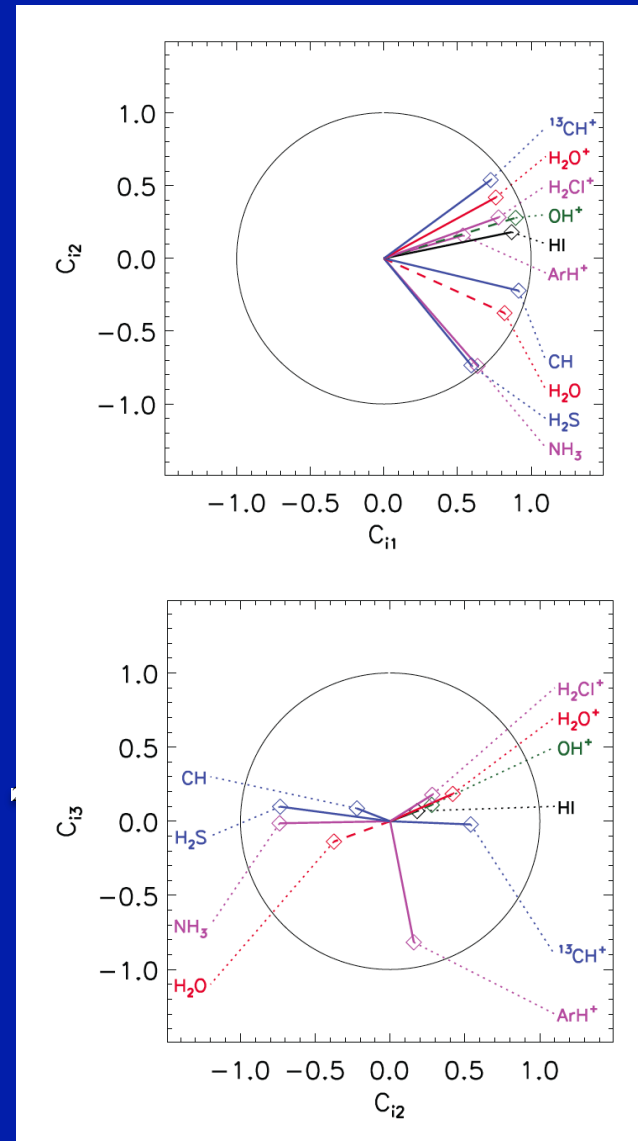 1.0
0.5
0.0
−0.5
−1.0
C_i2
¹³CH⁺
H₂O⁺
H₂Cl⁺
OH⁺
HI
ArH⁺
CH
H₂O
H₂S
NH₃
−1.0 −0.5 0.0 0.5 1.0
C_i1
1.0
0.5
0.0
−0.5
−1.0
C_i3
CH
H₂S
NH₃
H₂O
H₂Cl⁺
H₂O⁺
OH⁺
HI
¹³CH⁺
ArH⁺
−1.0 −0.5 0.0 0.5 1.0
C_i2